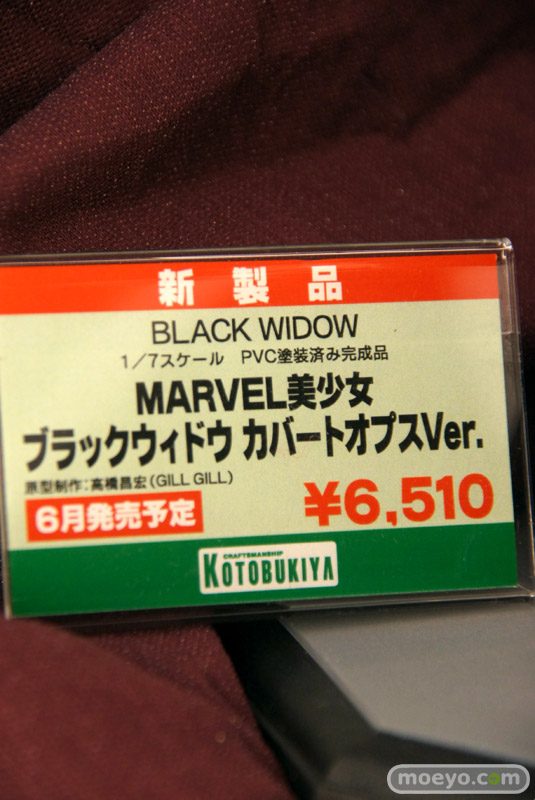 新製品
BLACK WIDOW
1/7スケール PVC塗装済み完成品
MARVEL美少女
ブラックウィドウ カバートオプスVer.
原型制作:高橋昌宏(GILL GILL)
6月発売予定
¥6,510
CRAFTSMANSHIP
KOTOBUKIYA
moeyo.com